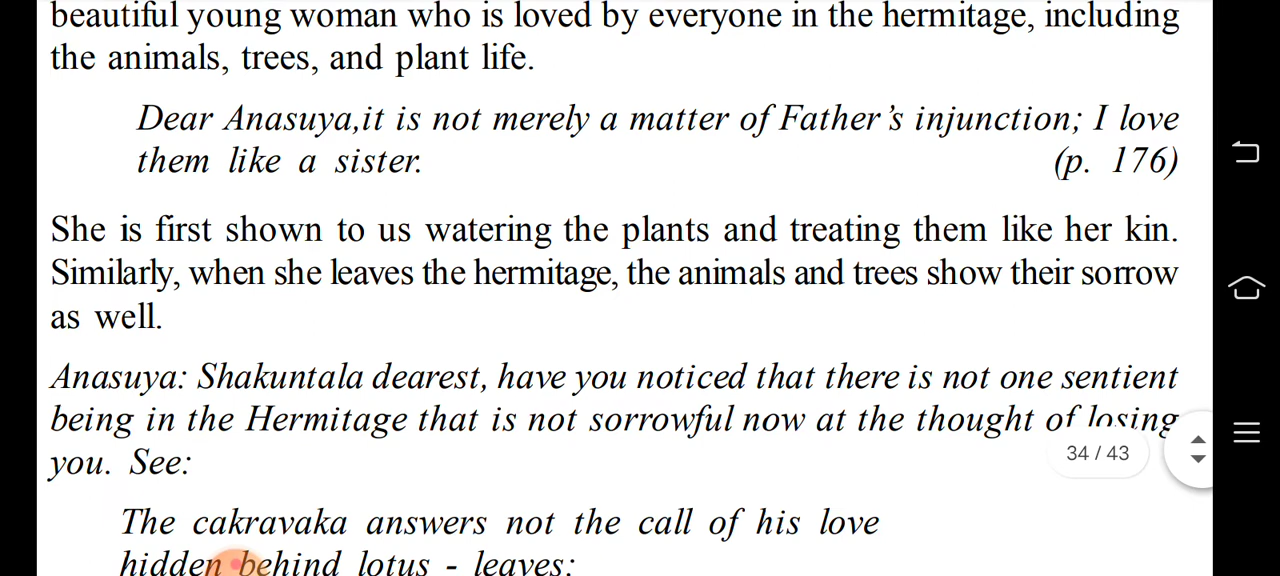 beautiful young woman who is loved by everyone in the hermitage, including
the animals, trees, and plant life.
Dear Anasuya,it is not merely a matter of Father's injunction; I love
them like a sister. (p. 176)
She is first shown to us watering the plants and treating them like her kin.
Similarly, when she leaves the hermitage, the animals and trees show their sorrow
as well.
Anasuya: Shakuntala dearest, have you noticed that there is not one sentient
being in the Hermitage that is not sorrowful now at the thought of losing
you. See:
34 / 43
The cakravaka answers not the call of his love
hidden behind lotus - leaves: